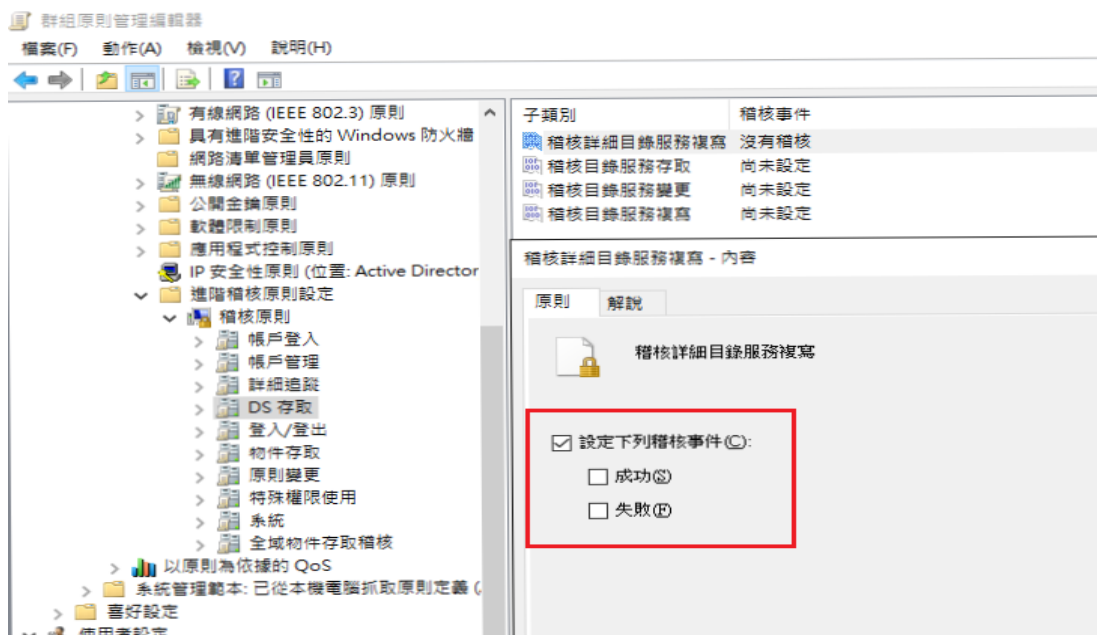 群組原則管理編輯器
檔案(F) 動作(A) 檢視(V) 說明(H)
有線網路 (IEEE 802.3) 原則
具有進階安全性的 Windows 防火牆
網路清單管理員原則
無線網路 (IEEE 802.11) 原則
公開金鑰原則
軟體限制原則
應用程式控制原則
IP 安全性原則 (位置: Active Director
進階稽核原則設定
稽核原則
帳戶登入
帳戶管理
詳細追蹤
DS 存取
登入/登出
物件存取
原則變更
特殊權限使用
系統
全域物件存取稽核
以原則為依據的 QoS
系統管理範本: 已從本機電腦抓取原則定義 (
喜好設定
使用者設定
子類別 稽核事件
稽核詳細目錄服務複寫 沒有稽核
稽核目錄服務存取 尚未設定
稽核目錄服務變更 尚未設定
稽核目錄服務複寫 尚未設定
稽核詳細目錄服務複寫 - 內容
原則 解說
稽核詳細目錄服務複寫
設定下列稽核事件(C):
成功(S)
失敗(F)